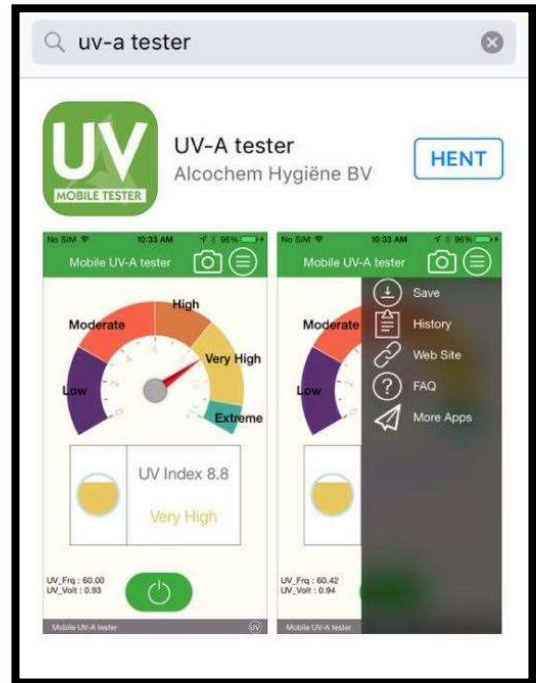 uv-a tester
UV
MOBILE TESTER
UV-A tester
Alcochem Hygiëne BV
HENT
No SIM 10:33 AM 96%
Mobile UV-A tester
Low
Moderate
High
Very High
Extreme
UV Index 8.8
Very High
UV_Frq : 60.00
UV_Volt : 0.93
Mobile UV-A tester
UV
No SIM 10:33 AM 96%
Mobile UV-A tester
Moderate
Low
Save
History
Web Site
FAQ
More Apps
UV_Frq : 60.42
UV_Volt : 0.94
Mobile UV-A tester